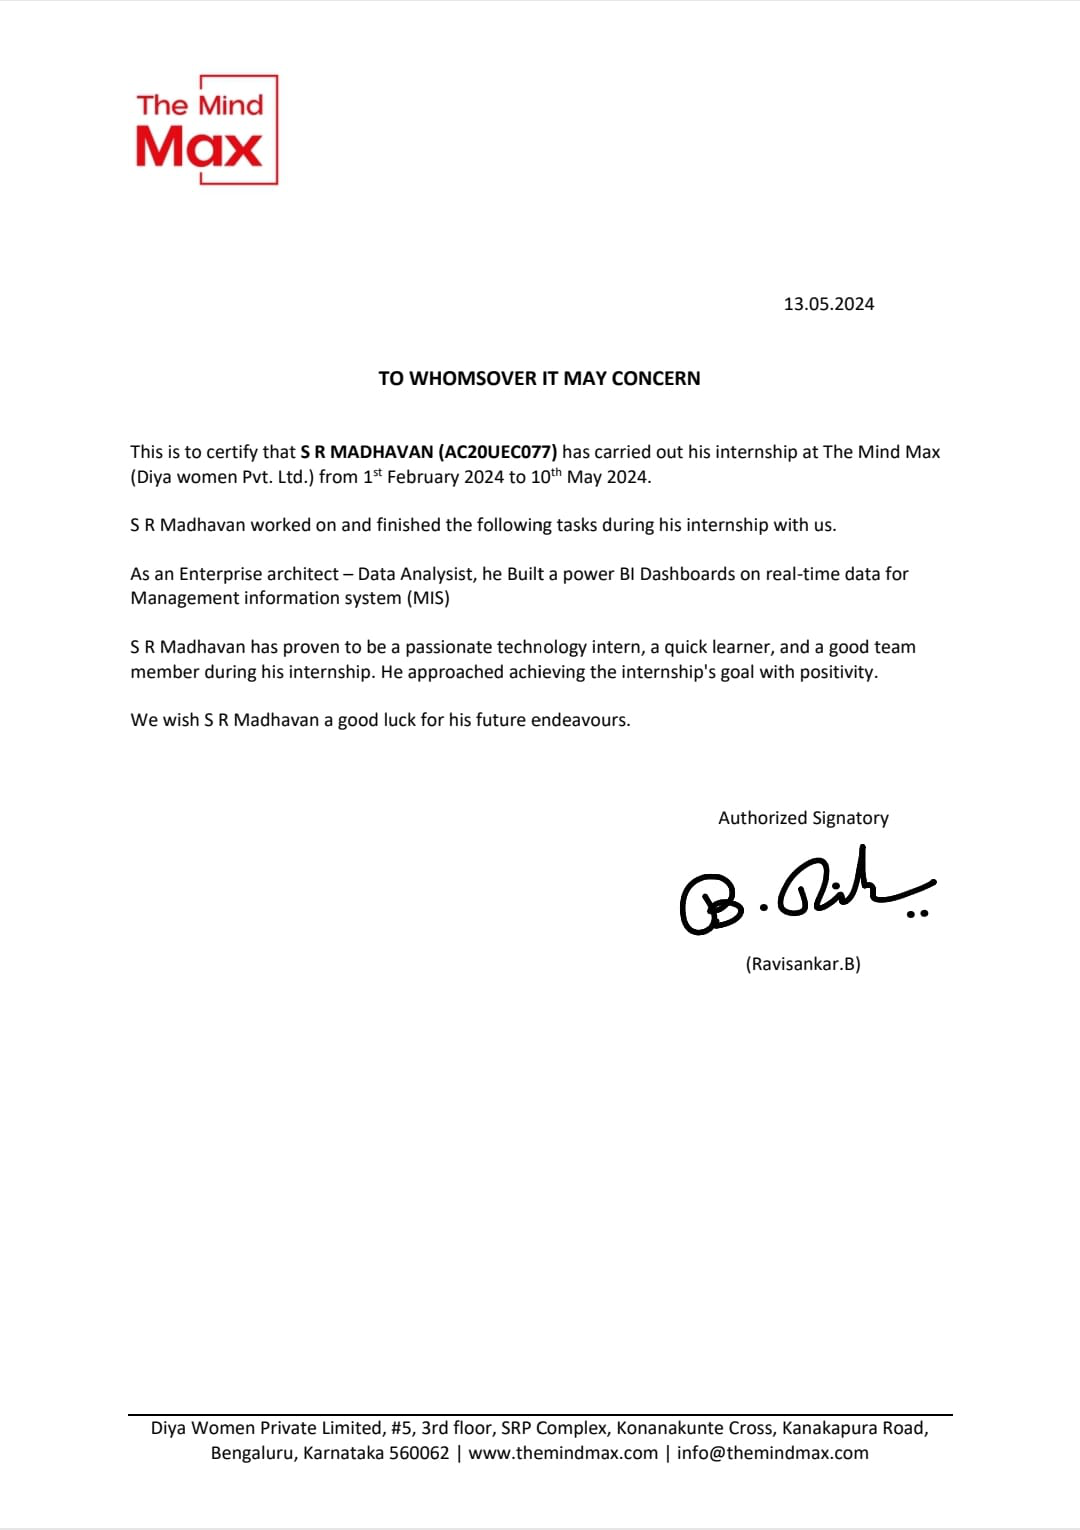 The Mind
Max
13.05.2024
TO WHOMSOVER IT MAY CONCERN
This is to certify that S R MADHAVAN (AC20UEC077) has carried out his internship at The Mind Max
(Diya women Pvt. Ltd.) from 1st February 2024 to 10th May 2024.
S R Madhavan worked on and finished the following tasks during his internship with us.
As an Enterprise architect – Data Analysist, he Built a power BI Dashboards on real-time data for
Management information system (MIS)
S R Madhavan has proven to be a passionate technology intern, a quick learner, and a good team
member during his internship. He approached achieving the internship's goal with positivity.
We wish S R Madhavan a good luck for his future endeavours.
Authorized Signatory
(Ravisankar.B)
Diya Women Private Limited, #5, 3rd floor, SRP Complex, Konanakunte Cross, Kanakapura Road,
Bengaluru, Karnataka 560062 | www.themindmax.com | info@themindmax.com